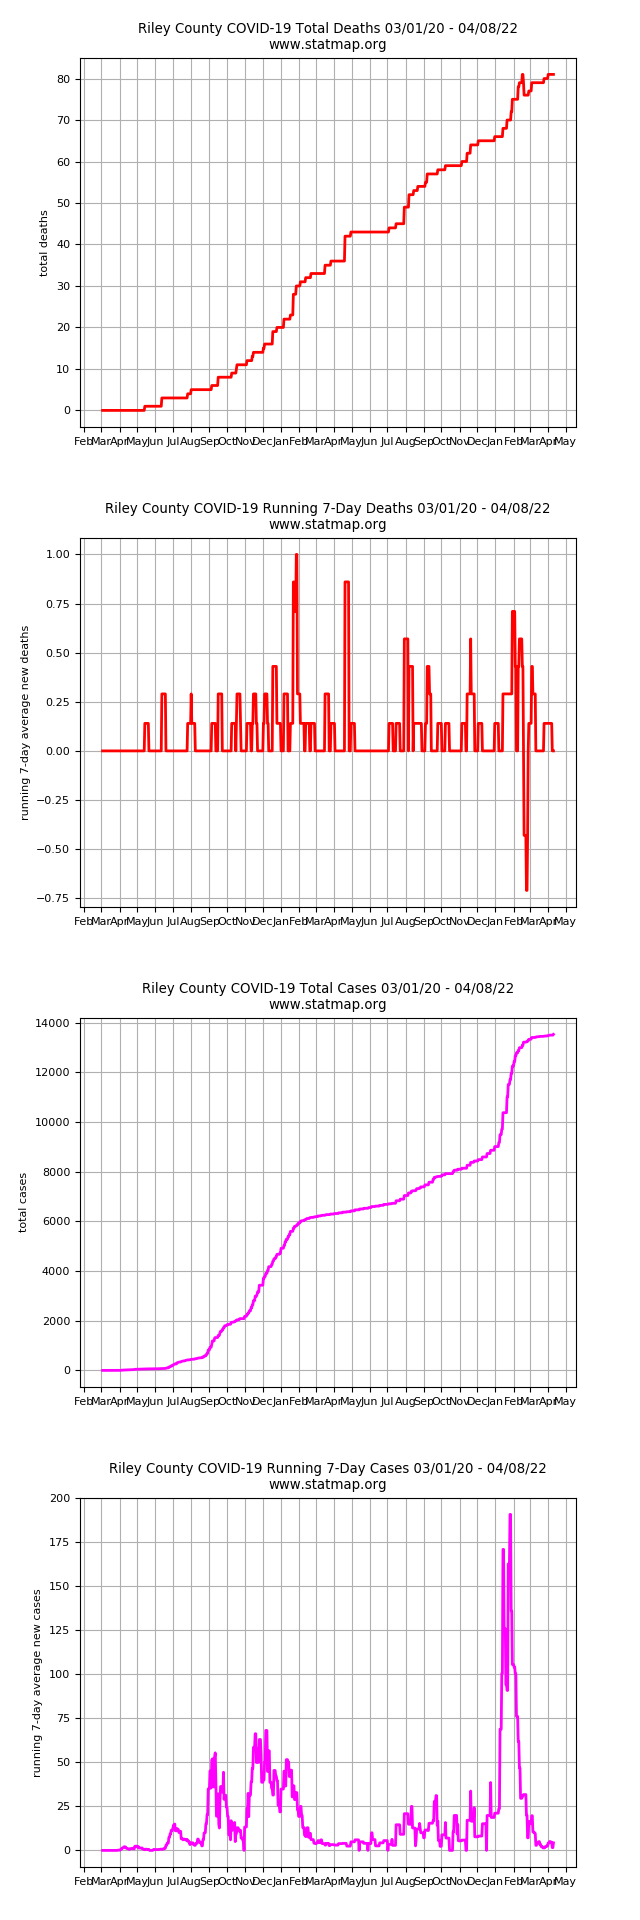 Riley County COVID-19 Total Deaths 03/01/20 - 04/08/22
www.statmap.org
80
70
60
50
40
30
20
10
0
total deaths
Feb Mar Apr May Jun Jul Aug Sep Oct Nov Dec Jan Feb Mar Apr May Jun Jul Aug Sep Oct Nov Dec Jan Feb Mar Apr May
Riley County COVID-19 Running 7-Day Deaths 03/01/20 - 04/08/22
www.statmap.org
1.00
0.75
0.50
0.25
0.00
−0.25
−0.50
−0.75
running 7-day average new deaths
Feb Mar Apr May Jun Jul Aug Sep Oct Nov Dec Jan Feb Mar Apr May Jun Jul Aug Sep Oct Nov Dec Jan Feb Mar Apr May
Riley County COVID-19 Total Cases 03/01/20 - 04/08/22
www.statmap.org
14000
12000
10000
8000
6000
4000
2000
0
total cases
Feb Mar Apr May Jun Jul Aug Sep Oct Nov Dec Jan Feb Mar Apr May Jun Jul Aug Sep Oct Nov Dec Jan Feb Mar Apr May
Riley County COVID-19 Running 7-Day Cases 03/01/20 - 04/08/22
www.statmap.org
200
175
150
125
100
75
50
25
0
running 7-day average new cases
Feb Mar Apr May Jun Jul Aug Sep Oct Nov Dec Jan Feb Mar Apr May Jun Jul Aug Sep Oct Nov Dec Jan Feb Mar Apr May